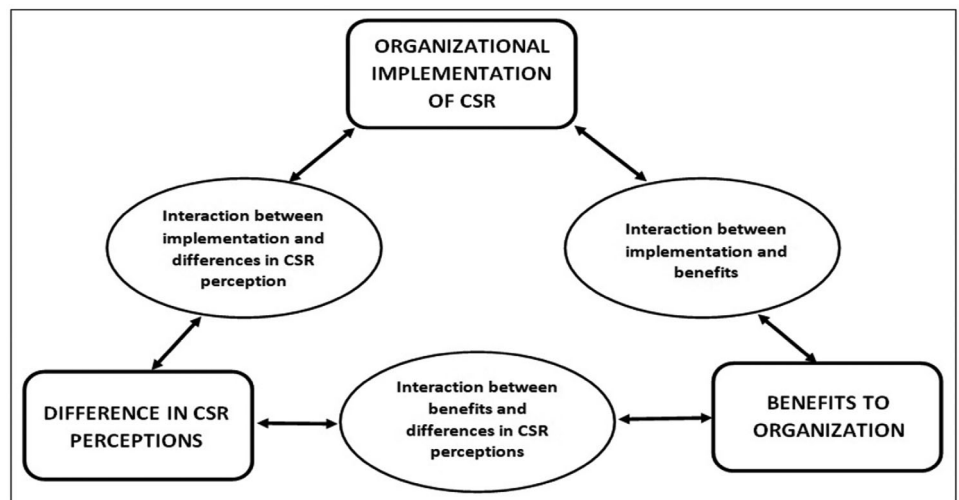 ORGANIZATIONAL
IMPLEMENTATION
OF CSR
Interaction between
implementation and
differences in CSR
perception
Interaction between
implementation and
benefits
DIFFERENCE IN CSR
PERCEPTIONS
Interaction between
benefits and
differences in CSR
perceptions
BENEFITS TO
ORGANIZATION